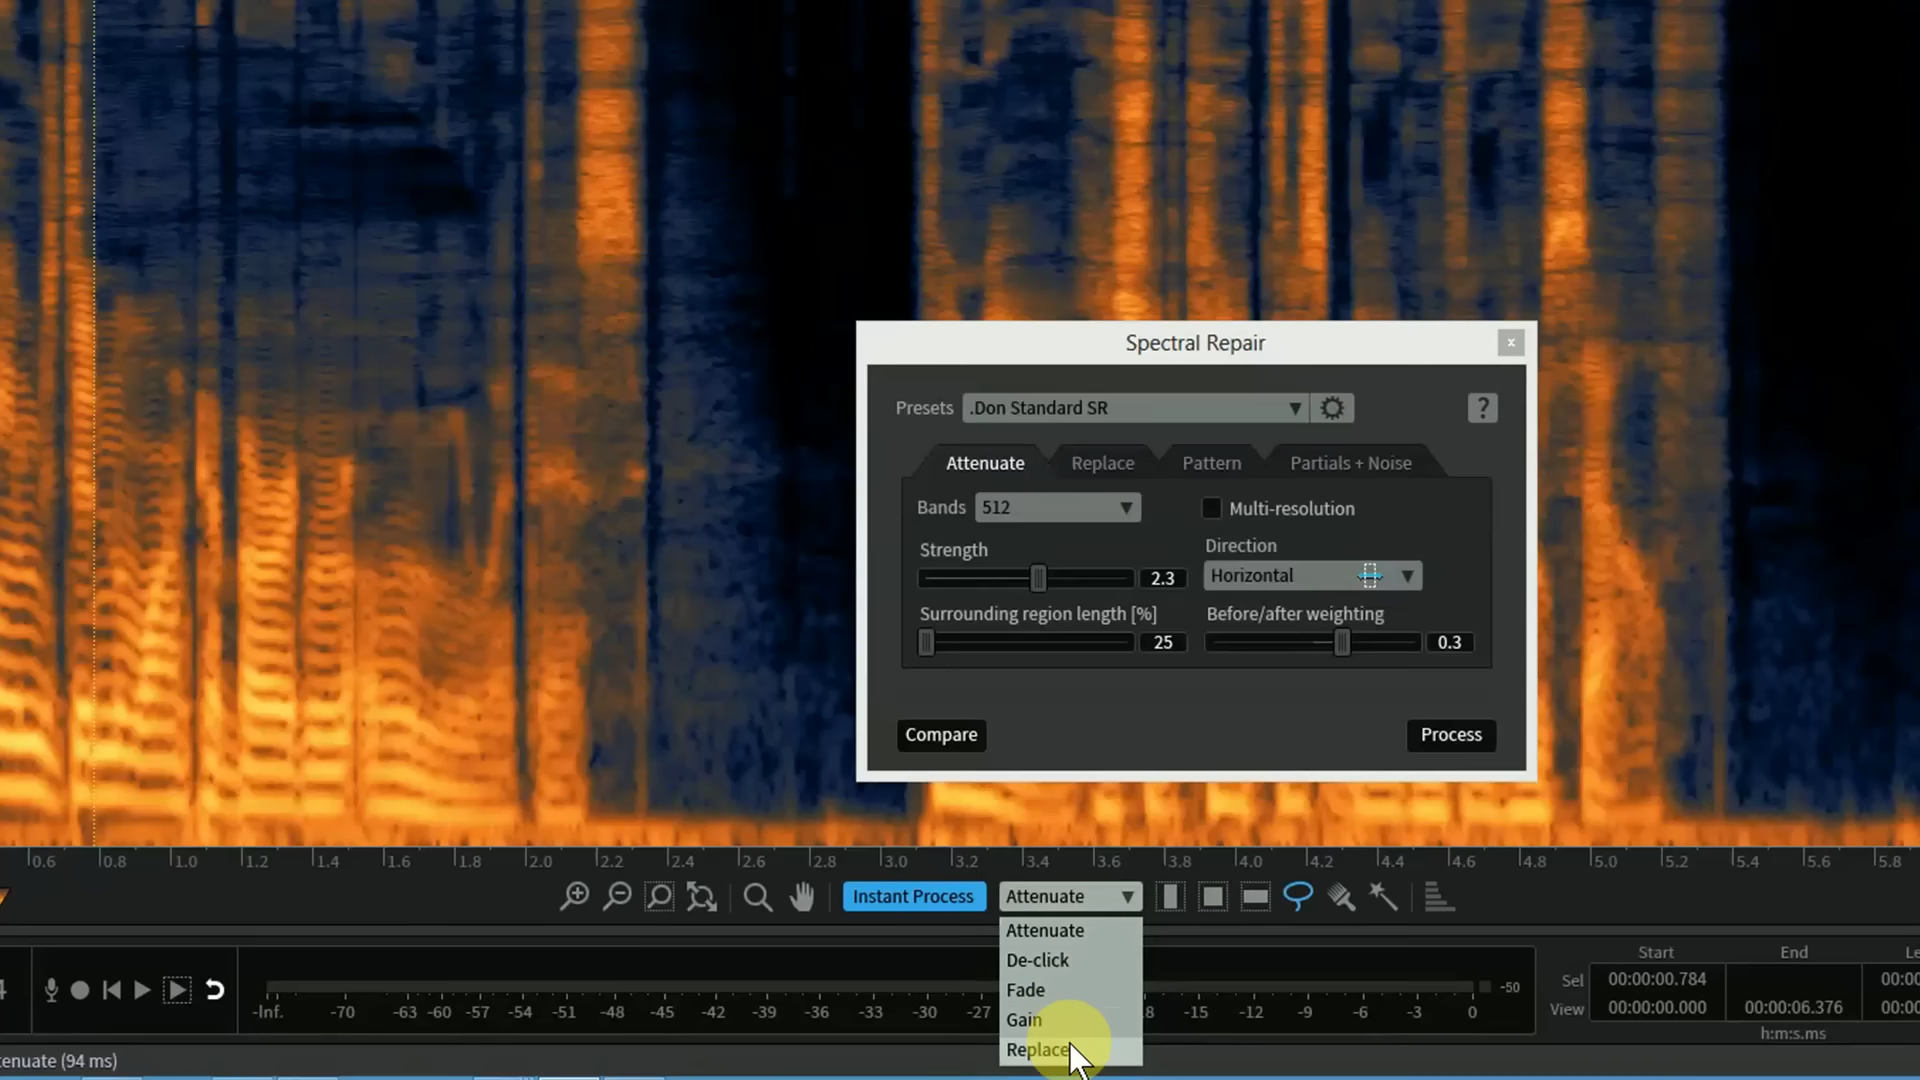 Spectral Repair
x
Presets .Don Standard SR ?
Attenuate Replace Pattern Partials + Noise
Bands 512 Multi-resolution
Strength Direction
2.3 Horizontal
Surrounding region length [%] Before/after weighting
25 0.3
Compare Process
0.6 0.8 1.0 1.2 1.4 1.6 1.8 2.0 2.2 2.4 2.6 2.8 3.0 3.2 3.4 3.6 3.8 4.0 4.2 4.4 4.6 4.8 5.0 5.2 5.4 5.6 5.8
Instant Process Attenuate
Attenuate
De-click
Fade
Gain
Replace
-Inf. -70 -63 -60 -57 -54 -51 -48 -45 -42 -39 -36 -33 -30 -27 18 -15 -12 -9 -6 -3 0
-50
Start End Le
Sel 00:00:00.784 00:00
View 00:00:00.000 00:00:06.376 00:00
h:m:s.ms
tenuate (94 ms)